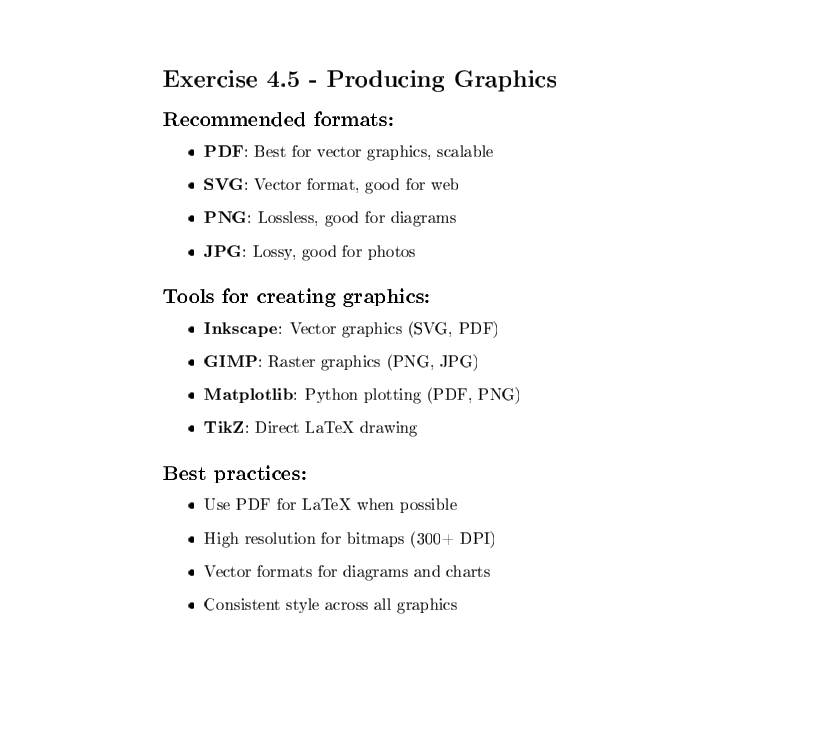 Exercise 4.5 - Producing Graphics
Recommended formats:
• PDF: Best for vector graphics, scalable
• SVG: Vector format, good for web
• PNG: Lossless, good for diagrams
• JPG: Lossy, good for photos
Tools for creating graphics:
• Inkscape: Vector graphics (SVG, PDF)
• GIMP: Raster graphics (PNG, JPG)
• Matplotlib: Python plotting (PDF, PNG)
• TikZ: Direct LaTeX drawing
Best practices:
• Use PDF for LaTeX when possible
• High resolution for bitmaps (300+ DPI)
• Vector formats for diagrams and charts
• Consistent style across all graphics